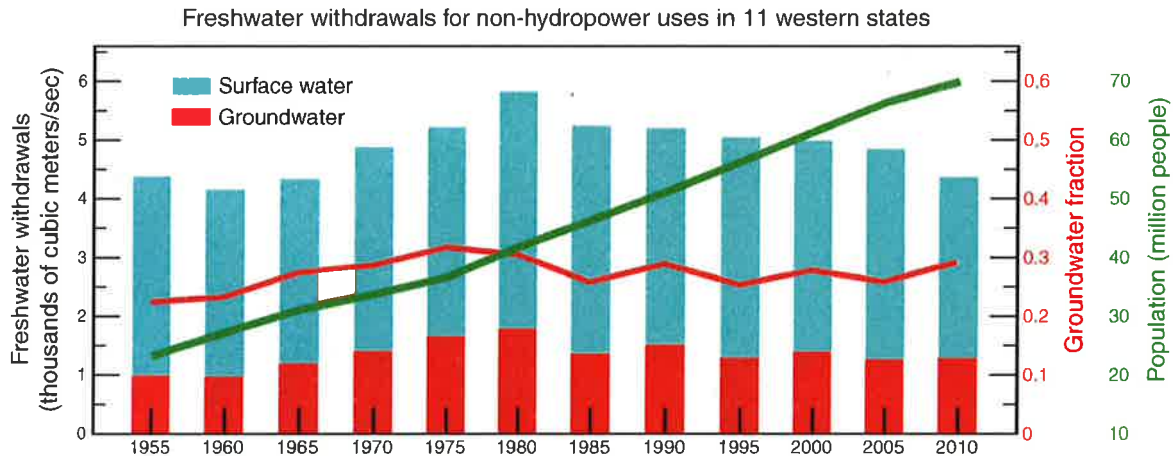 Freshwater withdrawals for non-hydropower uses in 11 western states
Freshwater withdrawals
(thousands of cubic meters/sec)
6
5
4
3
2
1
0
Surface water
Groundwater
1955 1960 1965 1970 1975 1980 1985 1990 1995 2000 2005 2010
0.6
0.5
0.4
0.3
0.2
0.1
0
Groundwater fraction
70
60
50
40
30
20
10
Population (million people)